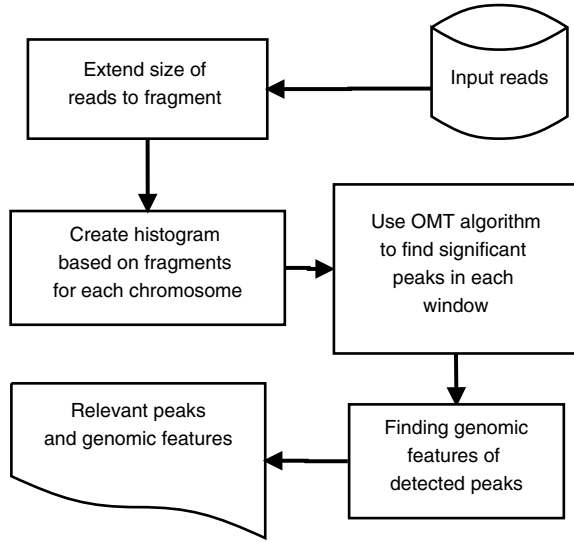 Input reads
Extend size of
reads to fragment
Create histogram
based on fragments
for each chromosome
Use OMT algorithm
to find significant
peaks in each
window
Finding genomic
features of
detected peaks
Relevant peaks
and genomic features